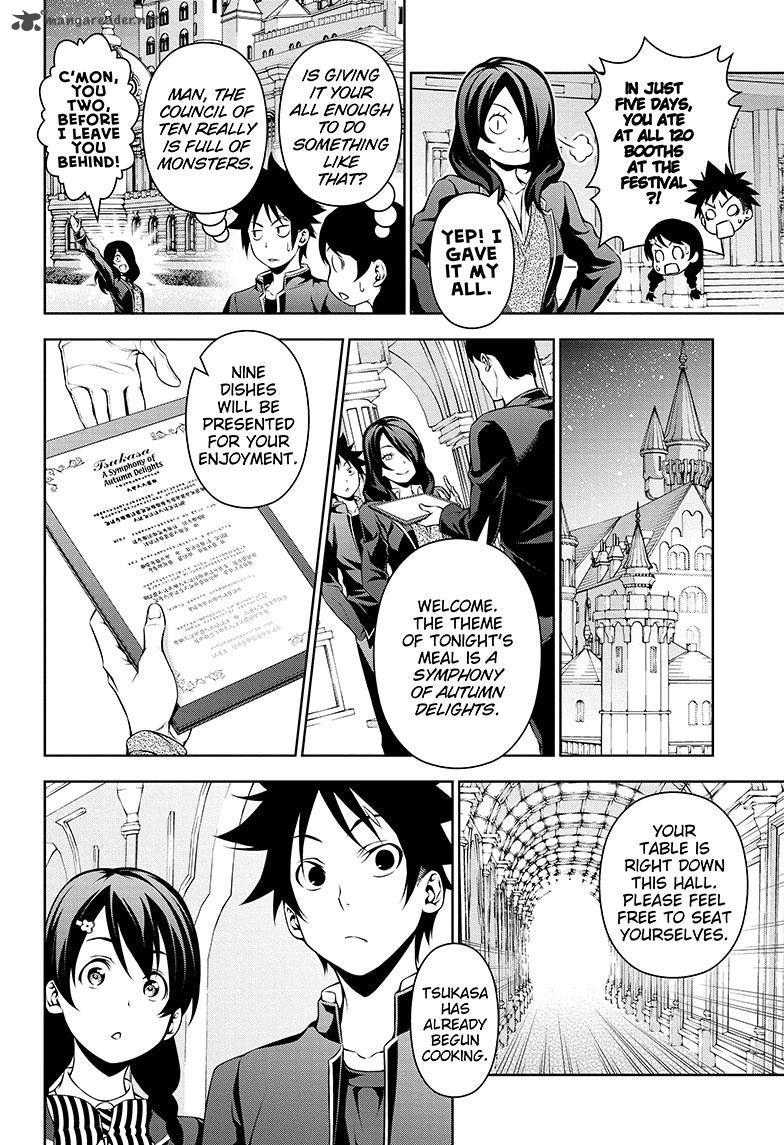 mangareader.net
IN JUST
FIVE DAYS,
YOU ATE
AT ALL 120
BOOTHS
AT THE
FESTIVAL
?!
YEP! I
GAVE
IT MY
ALL.
IS GIVING
IT YOUR
ALL ENOUGH
TO DO
SOMETHING
LIKE
THAT?
MAN, THE
COUNCIL OF
TEN REALLY
IS FULL OF
MONSTERS.
C'MON,
YOU
TWO,
BEFORE
I LEAVE
YOU
BEHIND!
WELCOME.
THE THEME
OF TONIGHT'S
MEAL IS A
SYMPHONY
OF AUTUMN
DELIGHTS.
NINE
DISHES
WILL BE
PRESENTED
FOR YOUR
ENJOYMENT.
Tsukasa
A Symphony of
Autumn Delights
YOUR
TABLE IS
RIGHT DOWN
THIS HALL.
PLEASE FEEL
FREE TO SEAT
YOURSELVES.
TSUKASA
HAS
ALREADY
BEGUN
COOKING.